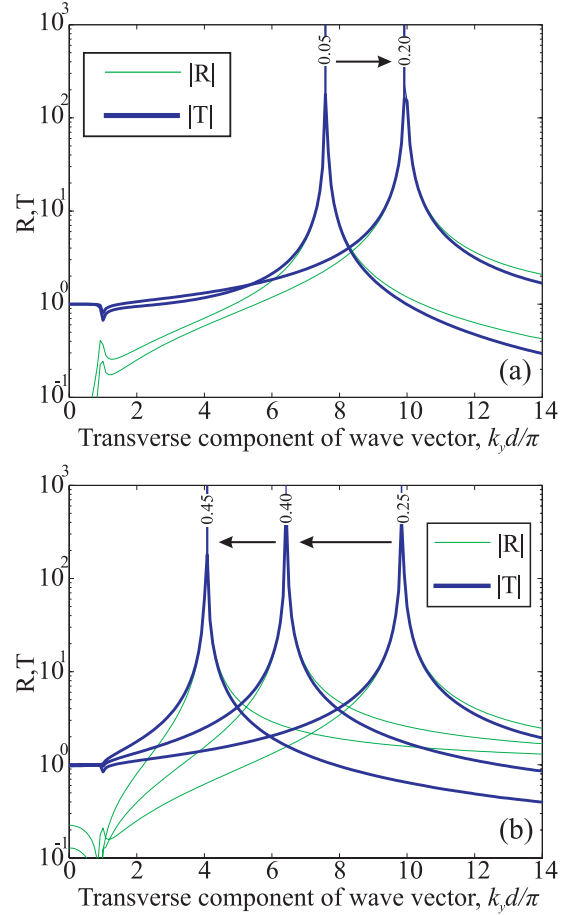 10³
10²
10¹
10⁰
10⁻¹
R,T
|R|
|T|
0.05
0.20
(a)
0 2 4 6 8 10 12 14
Transverse component of wave vector, k_y d/π
10³
10²
10¹
10⁰
10⁻¹
R,T
0.45
0.40
0.25
|R|
|T|
(b)
0 2 4 6 8 10 12 14
Transverse component of wave vector, k_y d/π